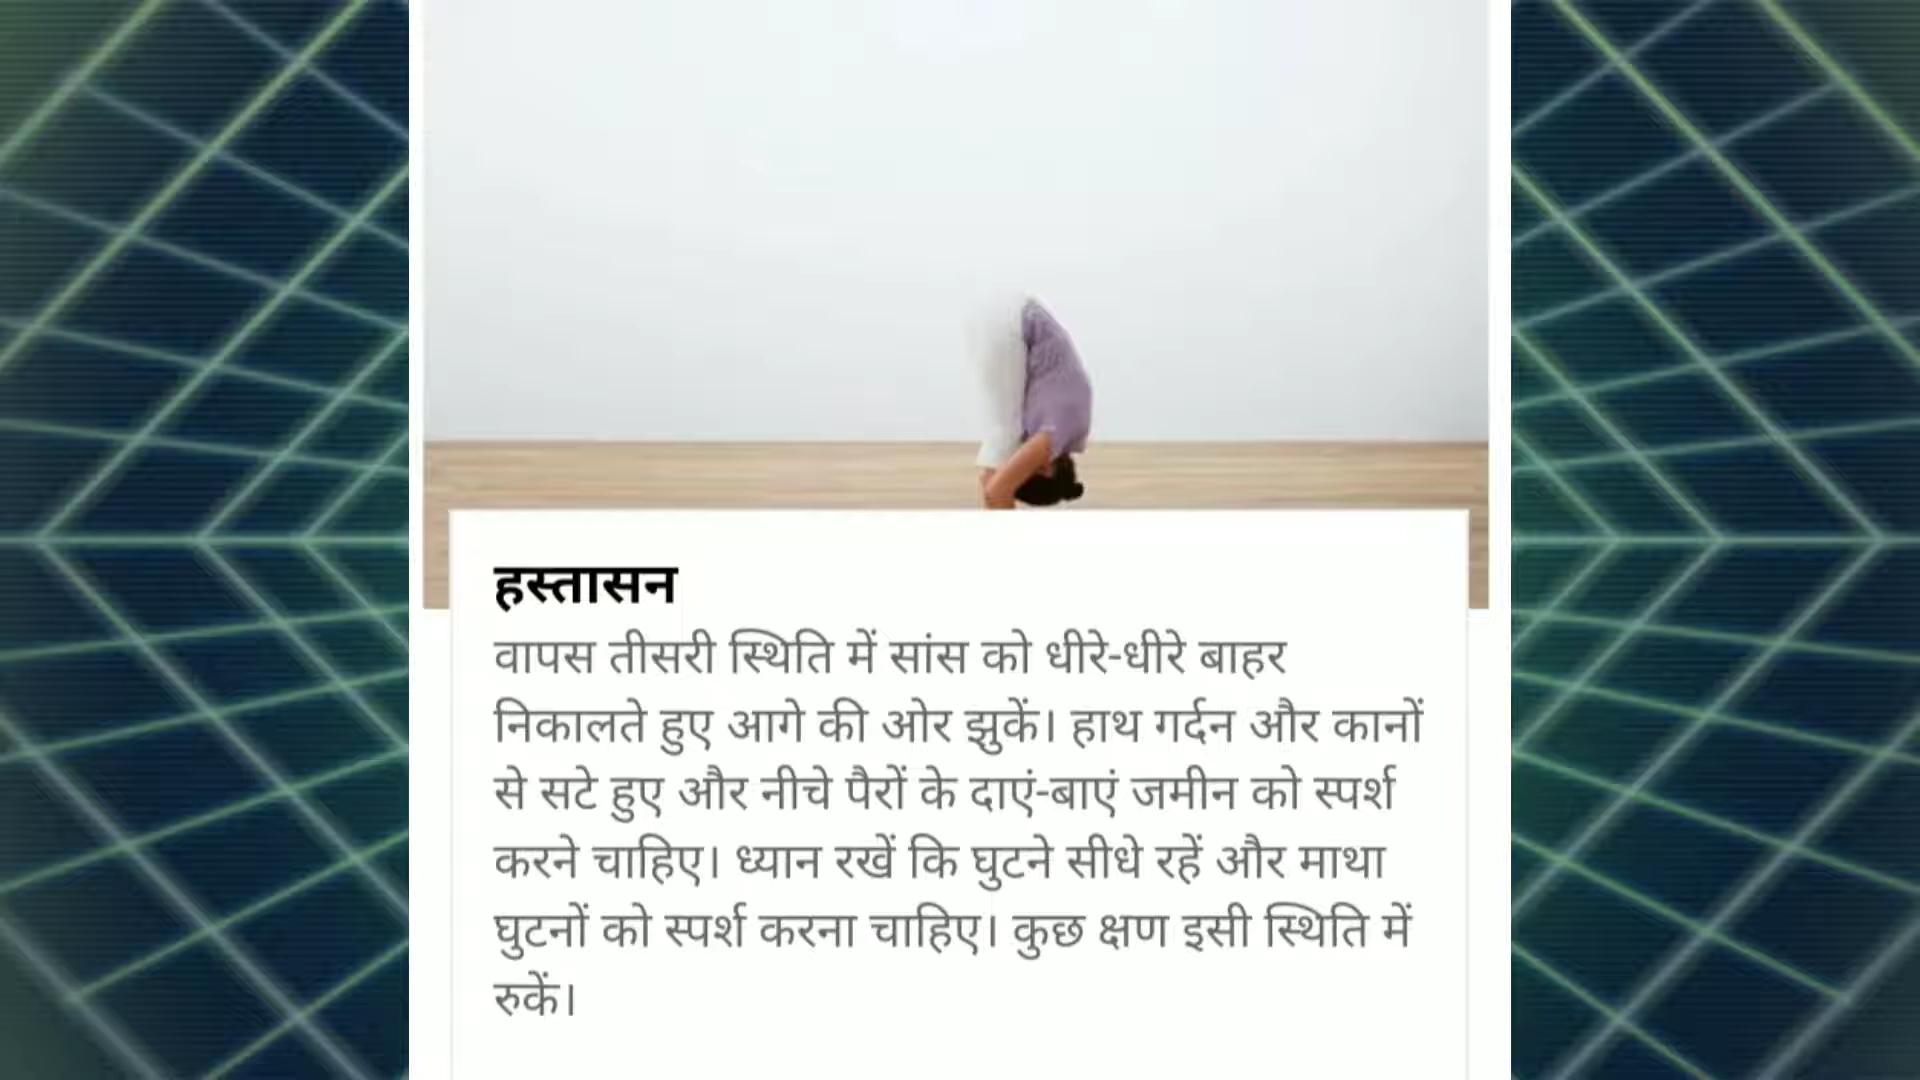 हस्तासन
वापस तीसरी स्थिति में सांस को धीरे-धीरे बाहर
निकालते हुए आगे की ओर झुकें। हाथ गर्दन और कानों
से सटे हुए और नीचे पैरों के दाएं-बाएं जमीन को स्पर्श
करने चाहिए। ध्यान रखें कि घुटने सीधे रहें और माथा
घुटनों को स्पर्श करना चाहिए। कुछ क्षण इसी स्थिति में
रुकें।